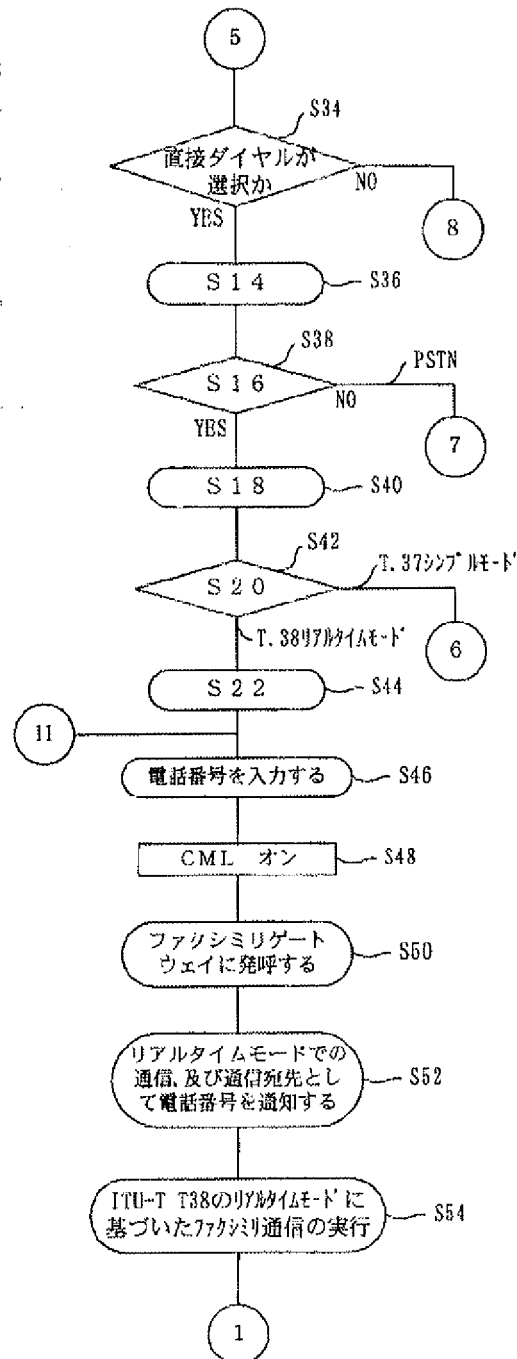 5
S34
直接ダイヤルが
選択か
NO
YES
8
S14
S36
S38
S16
PSTN
NO
YES
7
S18
S40
S42
S20
T.37シンプルモード
T.38リアルタイムモード
6
S22
S44
11
電話番号を入力する
S46
CML オン
S48
ファクシミリゲート
ウェイに発呼する
S50
リアルタイムモードでの
通信、及び通信宛先とし
て電話番号を通知する
S52
ITU-T T38のリアルタイムモードに
基づいたファクシミリ通信の実行
S54
1